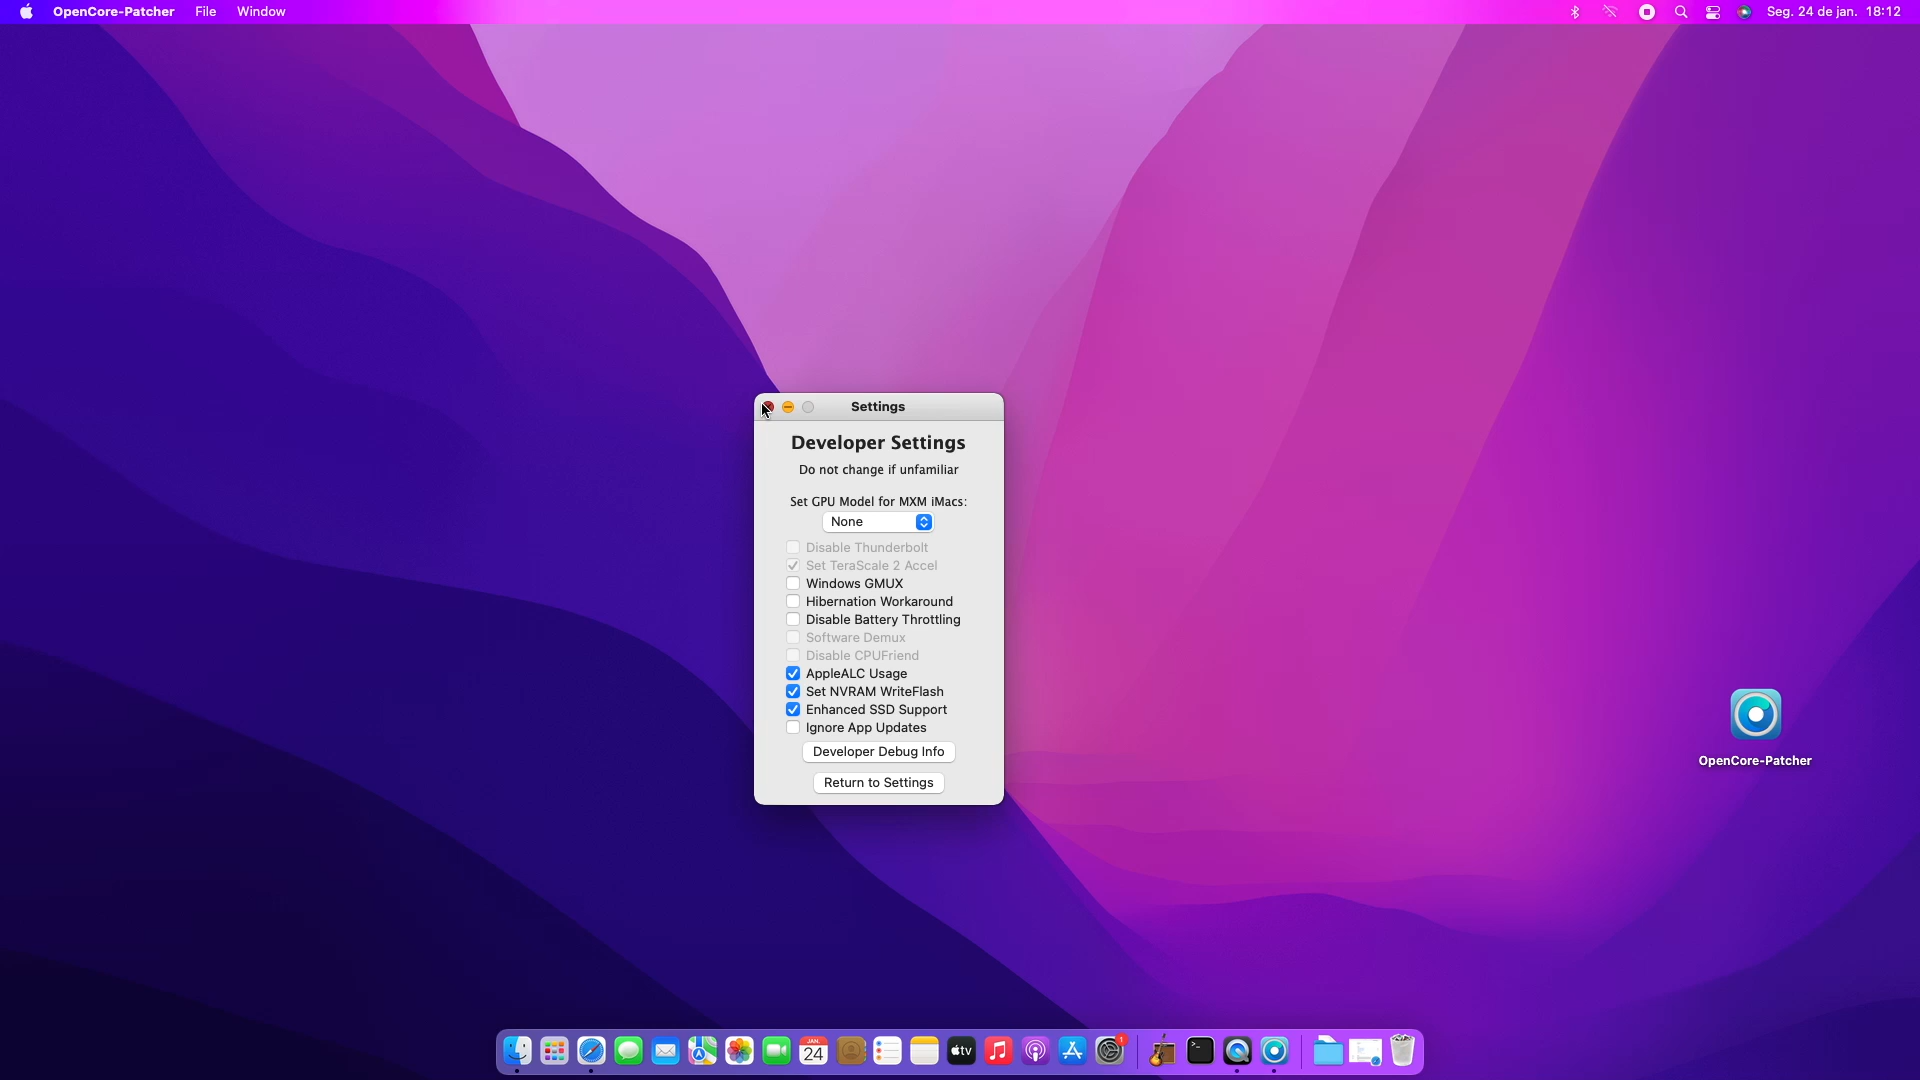 OpenCore-Patcher File Window
Seg. 24 de jan. 18:12
Settings
Developer Settings
Do not change if unfamiliar
Set GPU Model for MXM iMacs:
None
Disable Thunderbolt
Set TeraScale 2 Accel
Windows GMUX
Hibernation Workaround
Disable Battery Throttling
Software Demux
Disable CPUFriend
AppleALC Usage
Set NVRAM WriteFlash
Enhanced SSD Support
Ignore App Updates
Developer Debug Info
Return to Settings
OpenCore-Patcher
JAN.
24
tv
1